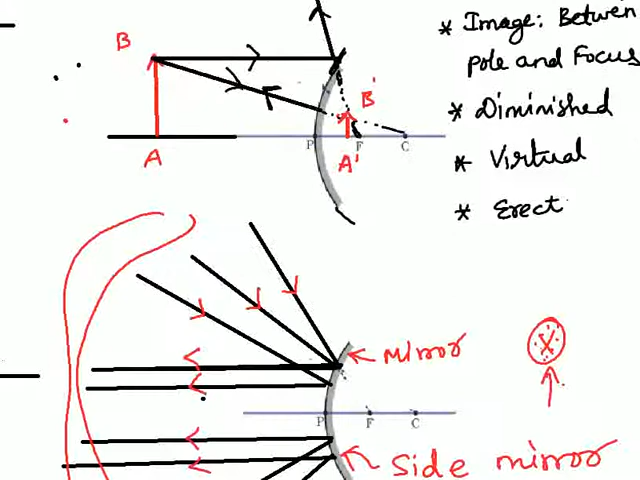 * Image: Between
pole and Focus
* Diminished
* Virtual
* Erect
B
B'
P
F
C
A
A'
mirror
X
P
F
C
Side mirror